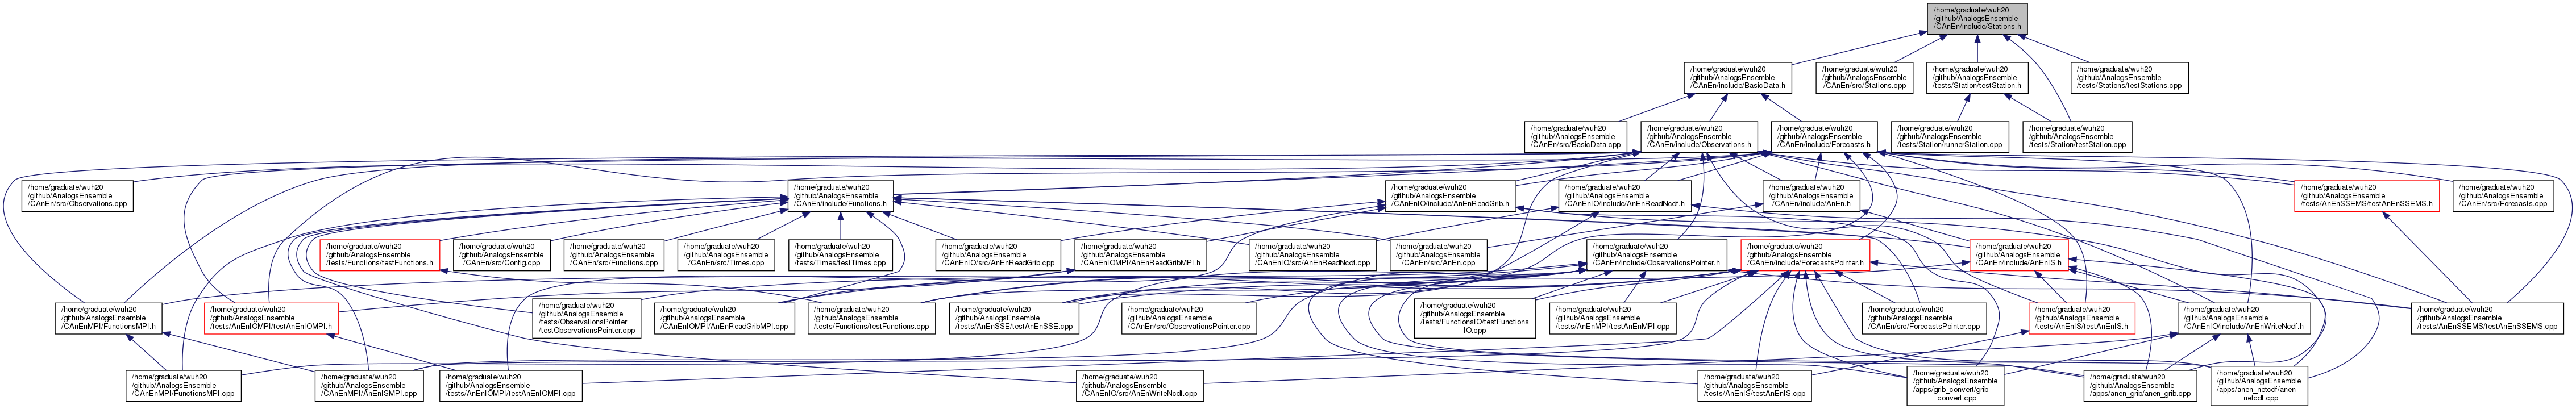 /home/graduate/wuh20
/github/AnalogsEnsemble
/CAnEn/include/Stations.h
/home/graduate/wuh20
/github/AnalogsEnsemble
/CAnEn/include/BasicData.h
/home/graduate/wuh20
/github/AnalogsEnsemble
/CAnEn/src/Stations.cpp
/home/graduate/wuh20
/github/AnalogsEnsemble
/tests/Station/testStation.h
/home/graduate/wuh20
/github/AnalogsEnsemble
/tests/Stations/testStations.cpp
/home/graduate/wuh20
/github/AnalogsEnsemble
/CAnEn/src/BasicData.cpp
/home/graduate/wuh20
/github/AnalogsEnsemble
/CAnEn/include/Observations.h
/home/graduate/wuh20
/github/AnalogsEnsemble
/CAnEn/include/Forecasts.h
/home/graduate/wuh20
/github/AnalogsEnsemble
/tests/Station/runnerStation.cpp
/home/graduate/wuh20
/github/AnalogsEnsemble
/tests/Station/testStation.cpp
/home/graduate/wuh20
/github/AnalogsEnsemble
/CAnEn/src/Observations.cpp
/home/graduate/wuh20
/github/AnalogsEnsemble
/CAnEn/include/Functions.h
/home/graduate/wuh20
/github/AnalogsEnsemble
/CAnEnIO/include/AnEnReadGrib.h
/home/graduate/wuh20
/github/AnalogsEnsemble
/CAnEnIO/include/AnEnReadNcdf.h
/home/graduate/wuh20
/github/AnalogsEnsemble
/CAnEn/include/AnEn.h
/home/graduate/wuh20
/github/AnalogsEnsemble
/tests/AnEnSSEMS/testAnEnSSEMS.h
/home/graduate/wuh20
/github/AnalogsEnsemble
/CAnEn/src/Forecasts.cpp
/home/graduate/wuh20
/github/AnalogsEnsemble
/tests/Functions/testFunctions.h
/home/graduate/wuh20
/github/AnalogsEnsemble
/CAnEn/src/Config.cpp
/home/graduate/wuh20
/github/AnalogsEnsemble
/CAnEn/src/Functions.cpp
/home/graduate/wuh20
/github/AnalogsEnsemble
/CAnEn/src/Times.cpp
/home/graduate/wuh20
/github/AnalogsEnsemble
/tests/Times/testTimes.cpp
/home/graduate/wuh20
/github/AnalogsEnsemble
/CAnEnIO/src/AnEnReadGrib.cpp
/home/graduate/wuh20
/github/AnalogsEnsemble
/CAnEnIOMPI/AnEnReadGribMPI.h
/home/graduate/wuh20
/github/AnalogsEnsemble
/CAnEnIO/src/AnEnReadNcdf.cpp
/home/graduate/wuh20
/github/AnalogsEnsemble
/CAnEn/src/AnEn.cpp
/home/graduate/wuh20
/github/AnalogsEnsemble
/CAnEn/include/ObservationsPointer.h
/home/graduate/wuh20
/github/AnalogsEnsemble
/CAnEn/include/ForecastsPointer.h
/home/graduate/wuh20
/github/AnalogsEnsemble
/CAnEn/include/AnEnIS.h
/home/graduate/wuh20
/github/AnalogsEnsemble
/CAnEnMPI/FunctionsMPI.h
/home/graduate/wuh20
/github/AnalogsEnsemble
/tests/AnEnIOMPI/testAnEnIOMPI.h
/home/graduate/wuh20
/github/AnalogsEnsemble
/tests/ObservationsPointer
/testObservationsPointer.cpp
/home/graduate/wuh20
/github/AnalogsEnsemble
/CAnEnIOMPI/AnEnReadGribMPI.cpp
/home/graduate/wuh20
/github/AnalogsEnsemble
/tests/Functions/testFunctions.cpp
/home/graduate/wuh20
/github/AnalogsEnsemble
/tests/AnEnSSE/testAnEnSSE.cpp
/home/graduate/wuh20
/github/AnalogsEnsemble
/CAnEn/src/ObservationsPointer.cpp
/home/graduate/wuh20
/github/AnalogsEnsemble
/tests/FunctionsIO/testFunctions
IO.cpp
/home/graduate/wuh20
/github/AnalogsEnsemble
/tests/AnEnMPI/testAnEnMPI.cpp
/home/graduate/wuh20
/github/AnalogsEnsemble
/CAnEn/src/ForecastsPointer.cpp
/home/graduate/wuh20
/github/AnalogsEnsemble
/tests/AnEnIS/testAnEnIS.h
/home/graduate/wuh20
/github/AnalogsEnsemble
/CAnEnIO/include/AnEnWriteNcdf.h
/home/graduate/wuh20
/github/AnalogsEnsemble
/tests/AnEnSSEMS/testAnEnSSEMS.cpp
/home/graduate/wuh20
/github/AnalogsEnsemble
/CAnEnMPI/FunctionsMPI.cpp
/home/graduate/wuh20
/github/AnalogsEnsemble
/CAnEnMPI/AnEnISMPI.cpp
/home/graduate/wuh20
/github/AnalogsEnsemble
/tests/AnEnIOMPI/testAnEnIOMPI.cpp
/home/graduate/wuh20
/github/AnalogsEnsemble
/CAnEnIO/src/AnEnWriteNcdf.cpp
/home/graduate/wuh20
/github/AnalogsEnsemble
/tests/AnEnIS/testAnEnIS.cpp
/home/graduate/wuh20
/github/AnalogsEnsemble
/apps/grib_convert/grib
_convert.cpp
/home/graduate/wuh20
/github/AnalogsEnsemble
/apps/anen_grib/anen_grib.cpp
/home/graduate/wuh20
/github/AnalogsEnsemble
/apps/anen_netcdf/anen
_netcdf.cpp